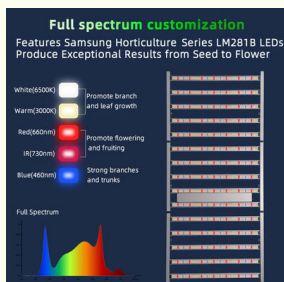 Full spectrum customization
Features Samsung Horticulture Series LM281B LEDs
Produce Exceptional Results from Seed to Flower
White(6500K)
Promote branch
and leaf growth
Warm(3000K)
Red(660nm)
Promote flowering
and fruiting
IR(730nm)
Blue(460nm)
Strong branches
and trunks
Full Spectrum